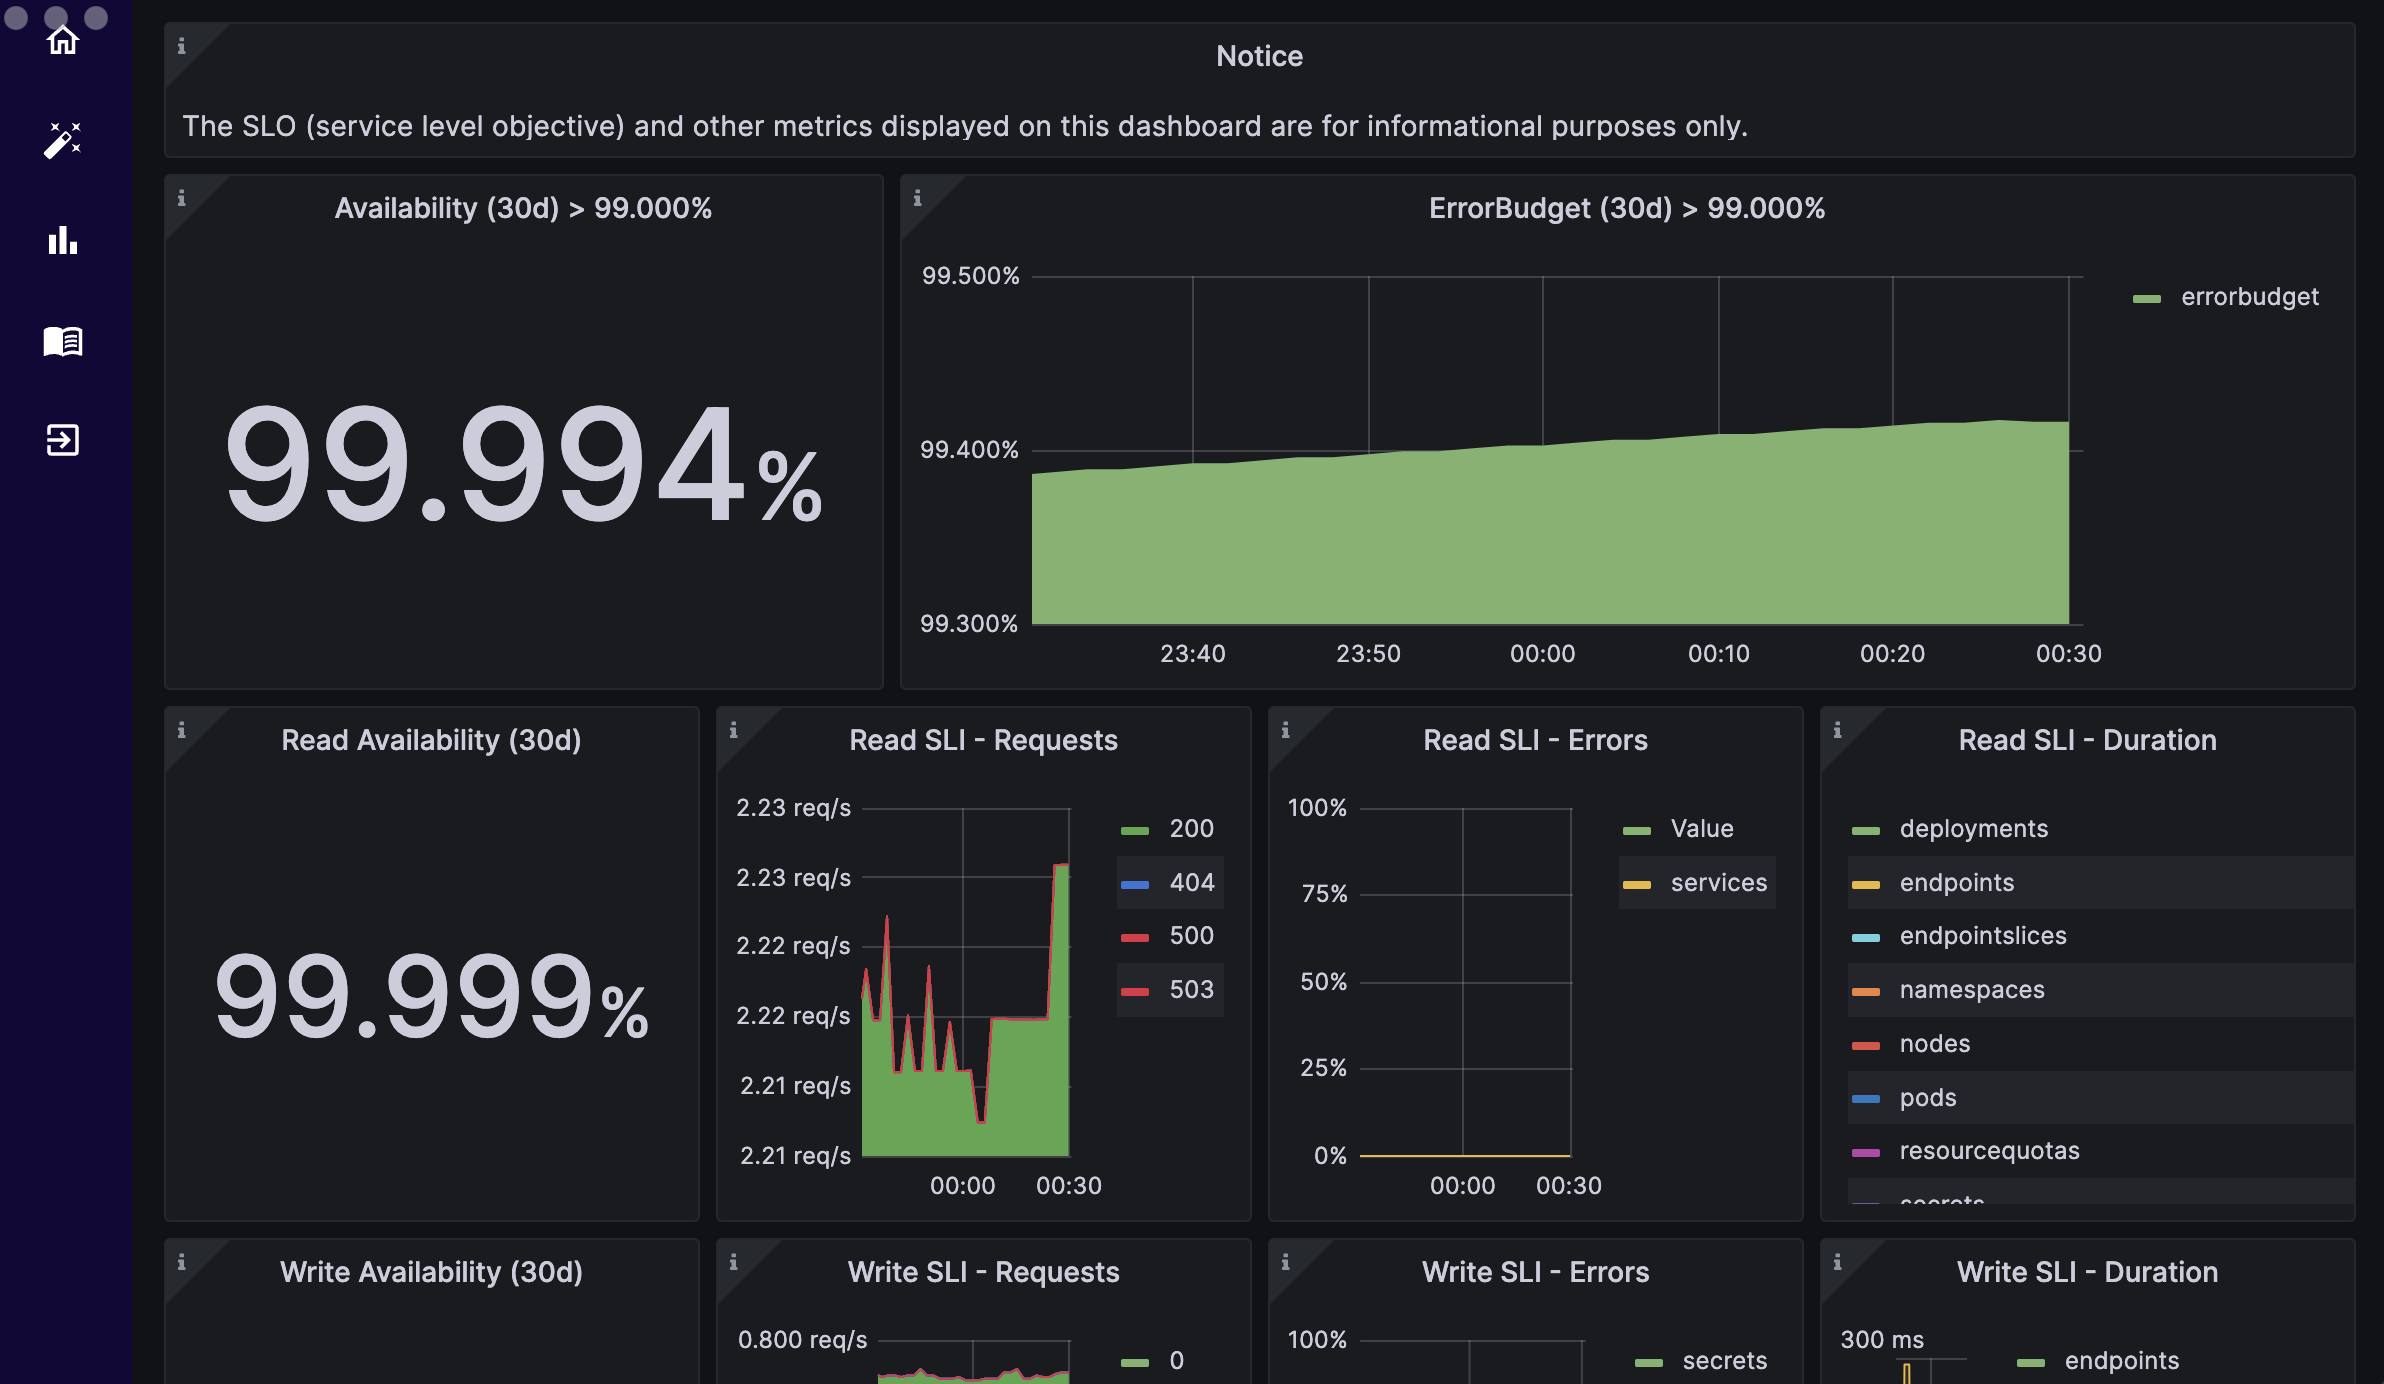 Notice
The SLO (service level objective) and other metrics displayed on this dashboard are for informational purposes only.
Availability (30d) > 99.000%
99.994%
ErrorBudget (30d) > 99.000%
99.500%
99.400%
99.300%
23:40 23:50 00:00 00:10 00:20 00:30
errorbudget
Read Availability (30d)
99.999%
Read SLI - Requests
2.23 req/s
2.23 req/s
2.22 req/s
2.22 req/s
2.21 req/s
2.21 req/s
00:00 00:30
200
404
500
503
Read SLI - Errors
100%
75%
50%
25%
0%
00:00 00:30
Value
services
Read SLI - Duration
deployments
endpoints
endpointslices
namespaces
nodes
pods
resourcequotas
secrets
Write Availability (30d)
Write SLI - Requests
0.800 req/s
0
Write SLI - Errors
100%
secrets
Write SLI - Duration
300 ms
endpoints